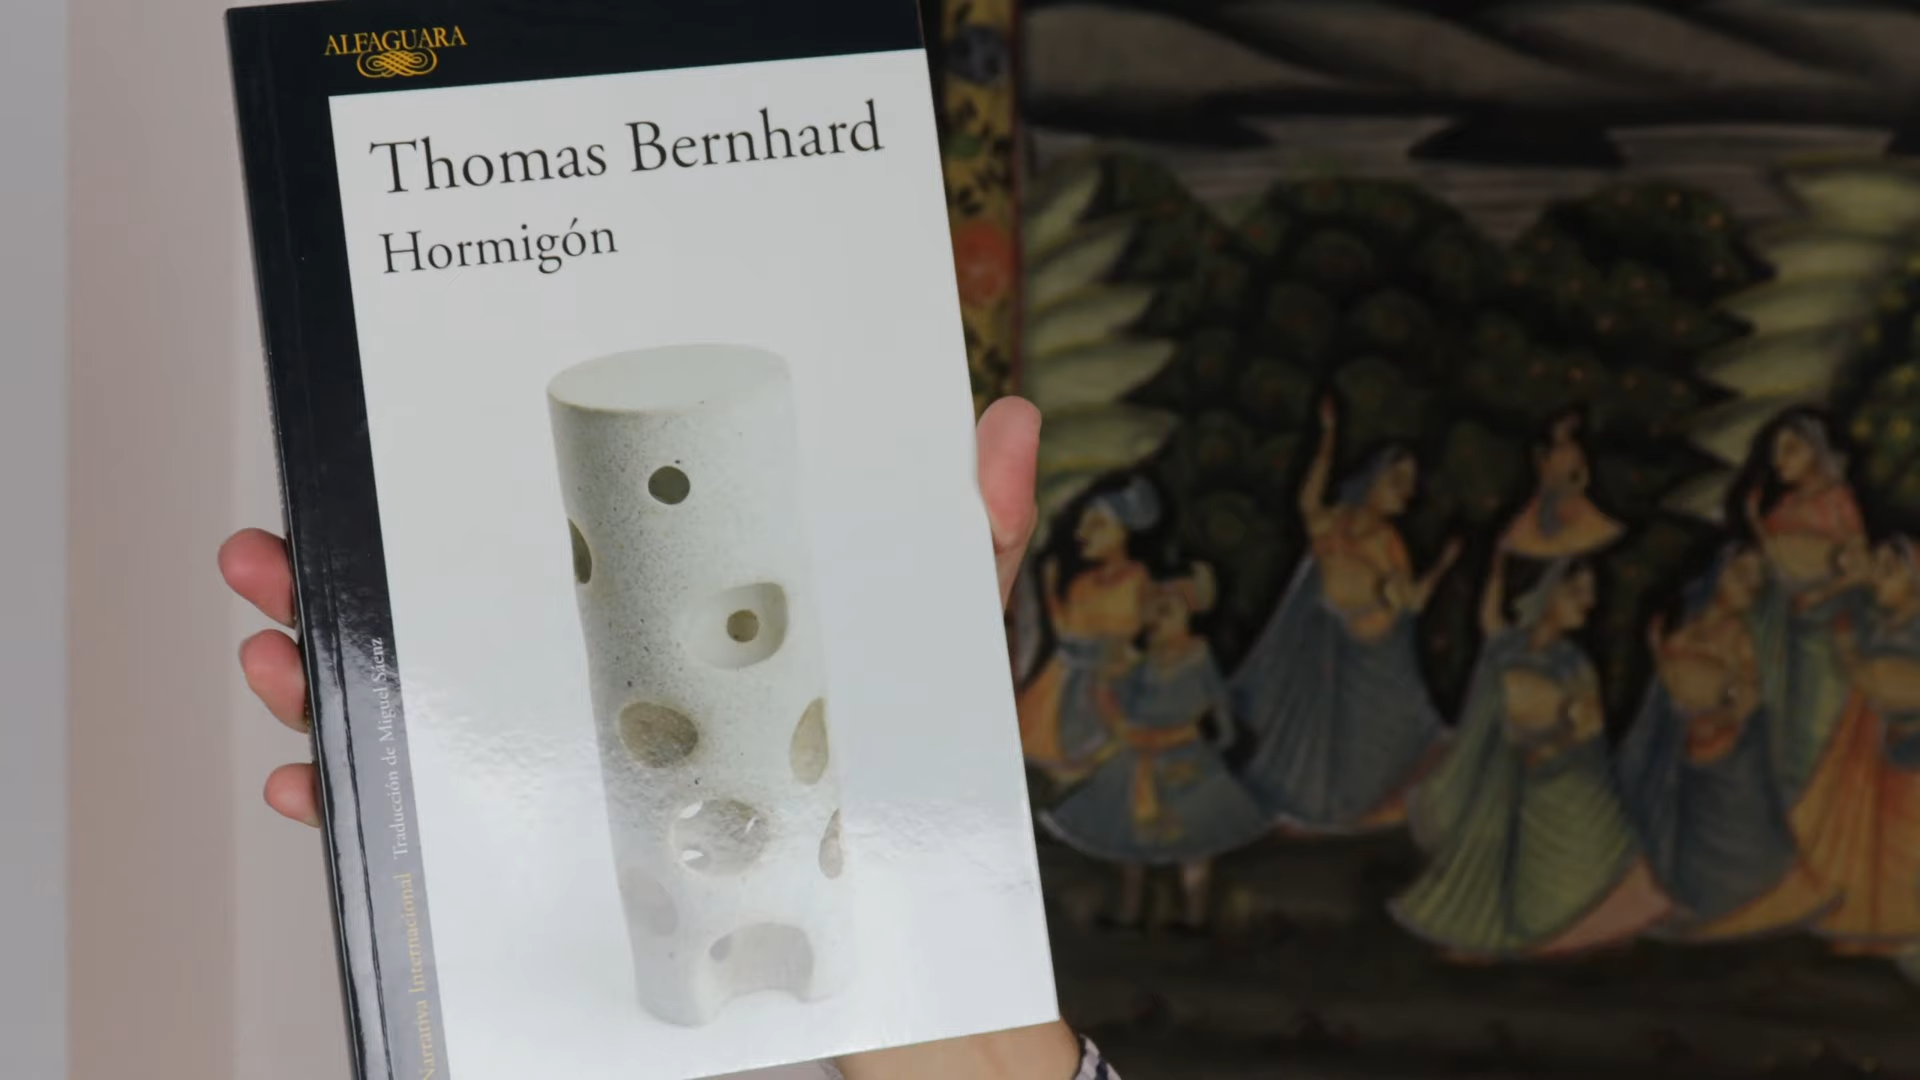 ALFAGUARA
Thomas Bernhard
Hormigón
Narrativa Internacional Traducción de Miguel Sáenz